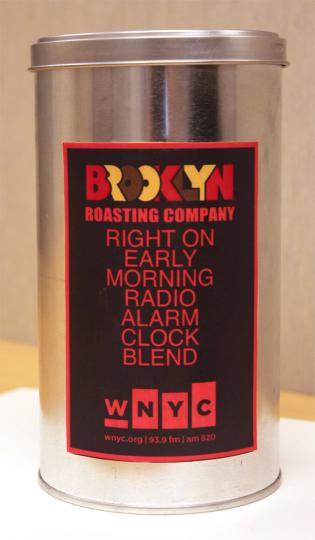 BROOKLYN
ROASTING COMPANY
RIGHT ON
EARLY
MORNING
RADIO
ALARM
CLOCK
BLEND
WNYC
wnyc.org | 93.9 fm | am 820